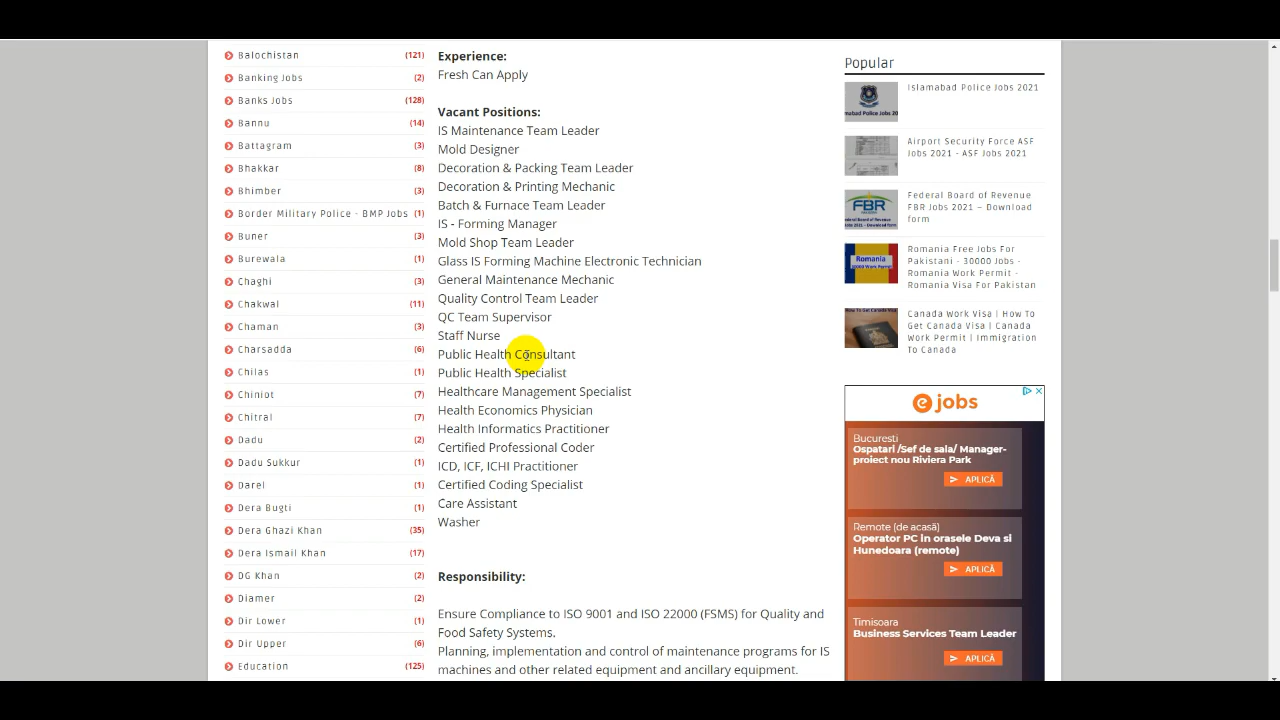 Balochistan (121)
Banking Jobs (2)
Banks Jobs (128)
Bannu (14)
Battagram (3)
Bhakkar (8)
Bhimber (3)
Border Military Police - BMP Jobs (1)
Buner (3)
Burewala (1)
Chaghi (3)
Chakwal (11)
Chaman (3)
Charsadda (6)
Chilas (1)
Chiniot (7)
Chitral (7)
Dadu (2)
Dadu Sukkur (1)
Darel (1)
Dera Bugti (1)
Dera Ghazi Khan (35)
Dera Ismail Khan (17)
DG Khan (2)
Diamer (2)
Dir Lower (1)
Dir Upper (6)
Education (125)
Experience:
Fresh Can Apply
Vacant Positions:
IS Maintenance Team Leader
Mold Designer
Decoration & Packing Team Leader
Decoration & Printing Mechanic
Batch & Furnace Team Leader
IS - Forming Manager
Mold Shop Team Leader
Glass IS Forming Machine Electronic Technician
General Maintenance Mechanic
Quality Control Team Leader
QC Team Supervisor
Staff Nurse
Public Health Consultant
Public Health Specialist
Healthcare Management Specialist
Health Economics Physician
Health Informatics Practitioner
Certified Professional Coder
ICD, ICF, ICHI Practitioner
Certified Coding Specialist
Care Assistant
Washer
Responsibility:
Ensure Compliance to ISO 9001 and ISO 22000 (FSMS) for Quality and
Food Safety Systems.
Planning, implementation and control of maintenance programs for IS
machines and other related equipment and ancillary equipment.
Popular
Islamabad Police Jobs 2021
Airport Security Force ASF
Jobs 2021 - ASF Jobs 2021
FBR
Federal Board of Revenue
FBR Jobs 2021 – Download
form
Romania
30000 Work Permit
Romania Free Jobs For
Pakistani - 30000 Jobs -
Romania Work Permit -
Romania Visa For Pakistan
Canada Work Visa | How To
Get Canada Visa | Canada
Work Permit | Immigration
To Canada
e jobs
Bucuresti
Ospatari /Sef de sala/ Manager-
proiect nou Riviera Park
APLICĂ
Remote (de acasă)
Operator PC in orasele Deva si
Hunedoara (remote)
APLICĂ
Timisoara
Business Services Team Leader
APLICĂ